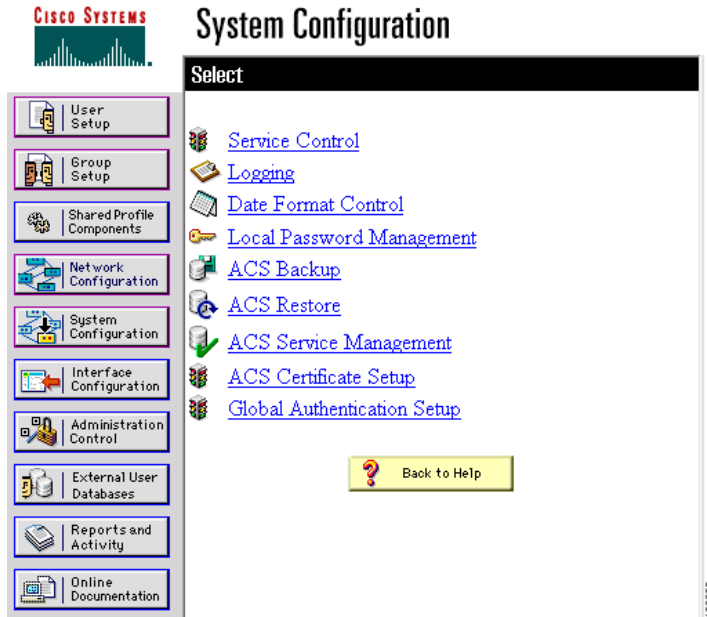 CISCO SYSTEMS
System Configuration
Select
User
Setup
Group
Setup
Shared Profile
Components
Network
Configuration
System
Configuration
Interface
Configuration
Administration
Control
External User
Databases
Reports and
Activity
Online
Documentation
Service Control
Logging
Date Format Control
Local Password Management
ACS Backup
ACS Restore
ACS Service Management
ACS Certificate Setup
Global Authentication Setup
? Back to Help